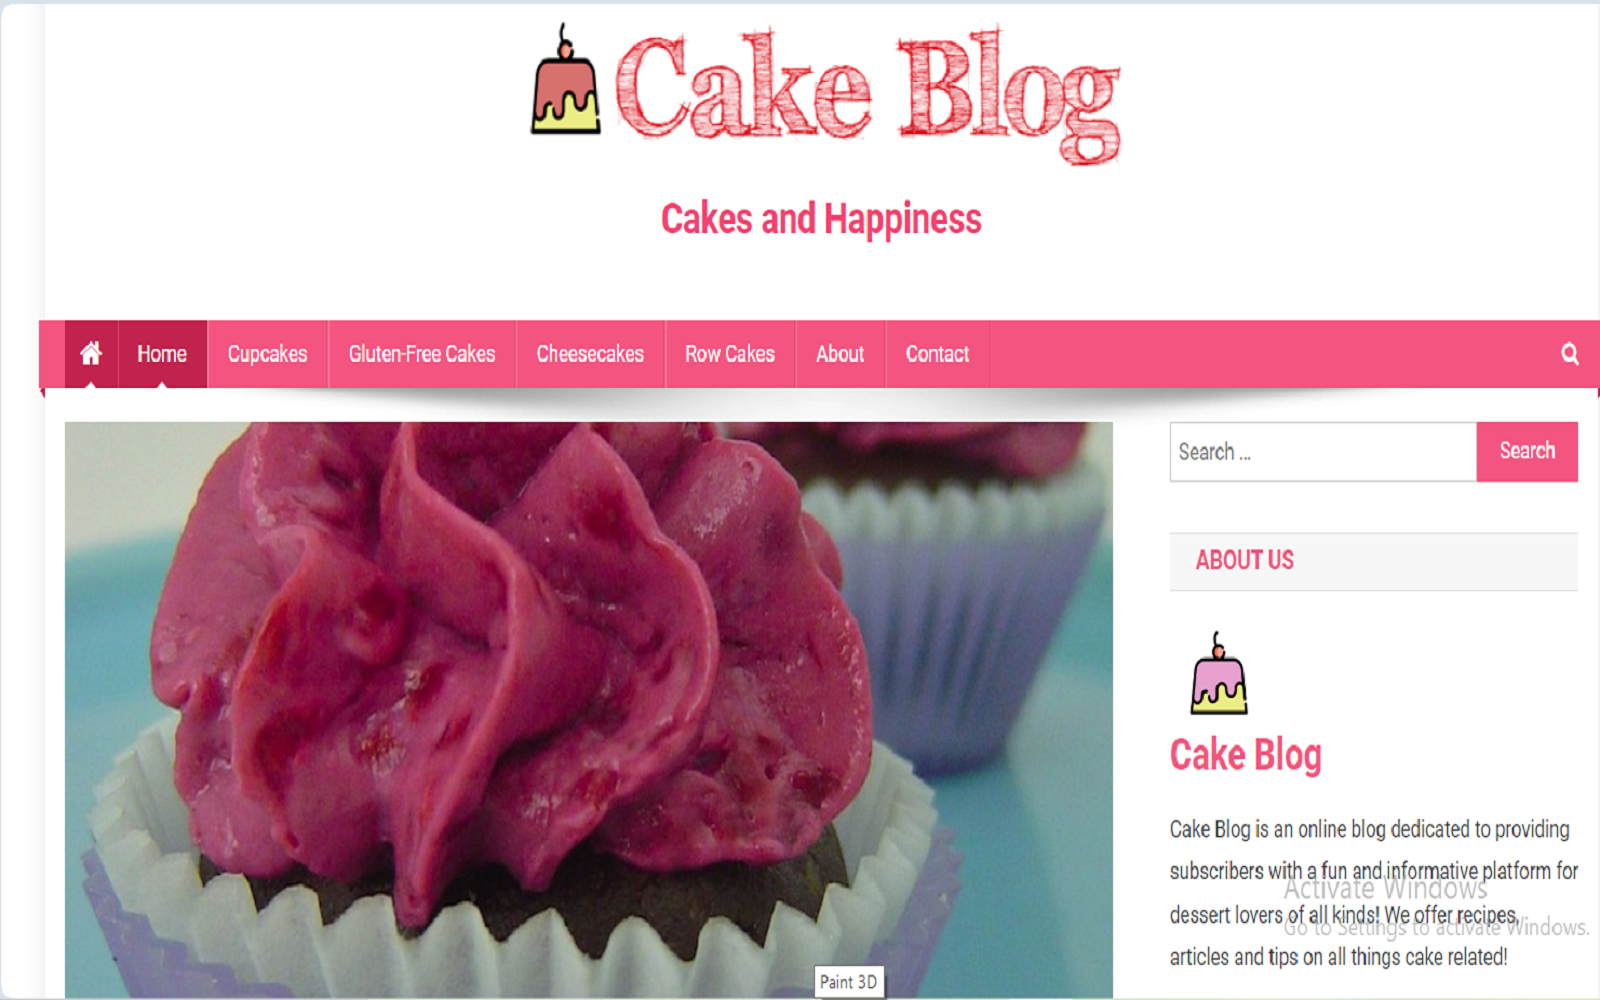 Cake Blog
Cakes and Happiness
Home
Cupcakes
Gluten-Free Cakes
Cheesecakes
Row Cakes
About
Contact
Search ...
Search
ABOUT US
Cake Blog
Cake Blog is an online blog dedicated to providing
subscribers with a fun and informative platform for
dessert lovers of all kinds! We offer recipes,
articles and tips on all things cake related!
Activate Windows
Go to Settings to activate Windows.
Paint 3D